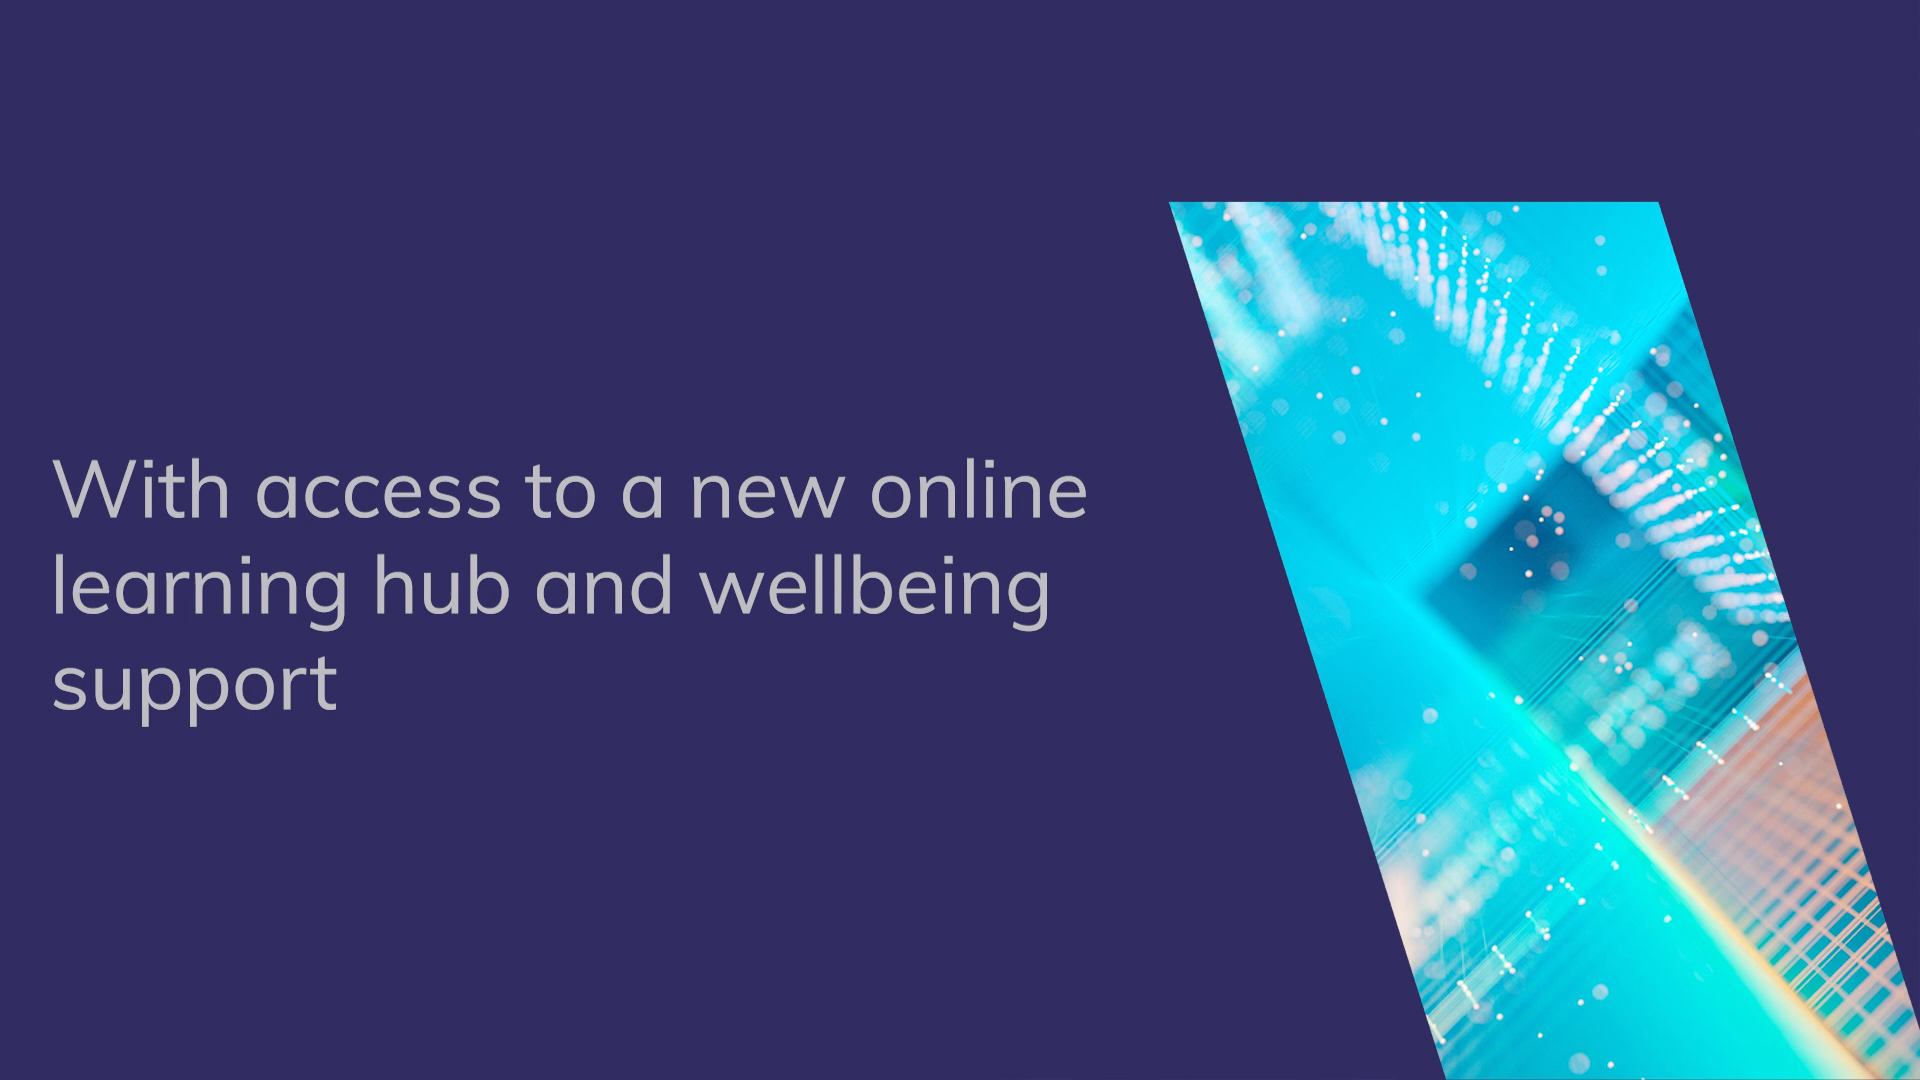 With access to a new online
learning hub and wellbeing
support